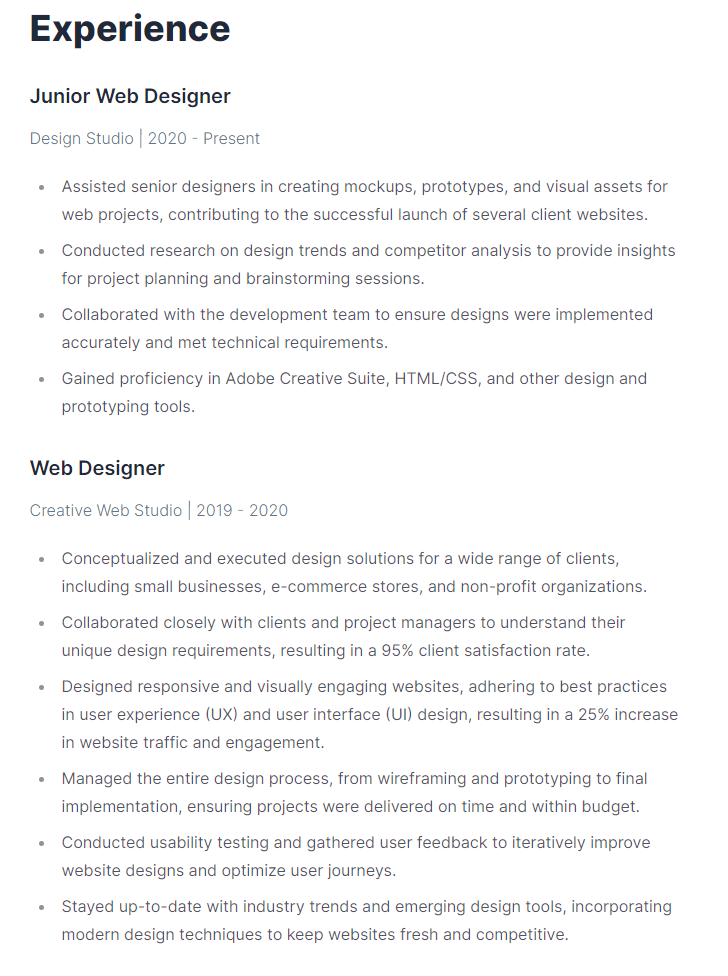 Experience
Junior Web Designer
Design Studio | 2020 - Present
Assisted senior designers in creating mockups, prototypes, and visual assets for
web projects, contributing to the successful launch of several client websites.
Conducted research on design trends and competitor analysis to provide insights
for project planning and brainstorming sessions.
Collaborated with the development team to ensure designs were implemented
accurately and met technical requirements.
Gained proficiency in Adobe Creative Suite, HTML/CSS, and other design and
prototyping tools.
Web Designer
Creative Web Studio | 2019 - 2020
Conceptualized and executed design solutions for a wide range of clients,
including small businesses, e-commerce stores, and non-profit organizations.
Collaborated closely with clients and project managers to understand their
unique design requirements, resulting in a 95% client satisfaction rate.
Designed responsive and visually engaging websites, adhering to best practices
in user experience (UX) and user interface (UI) design, resulting in a 25% increase
in website traffic and engagement.
Managed the entire design process, from wireframing and prototyping to final
implementation, ensuring projects were delivered on time and within budget.
Conducted usability testing and gathered user feedback to iteratively improve
website designs and optimize user journeys.
Stayed up-to-date with industry trends and emerging design tools, incorporating
modern design techniques to keep websites fresh and competitive.